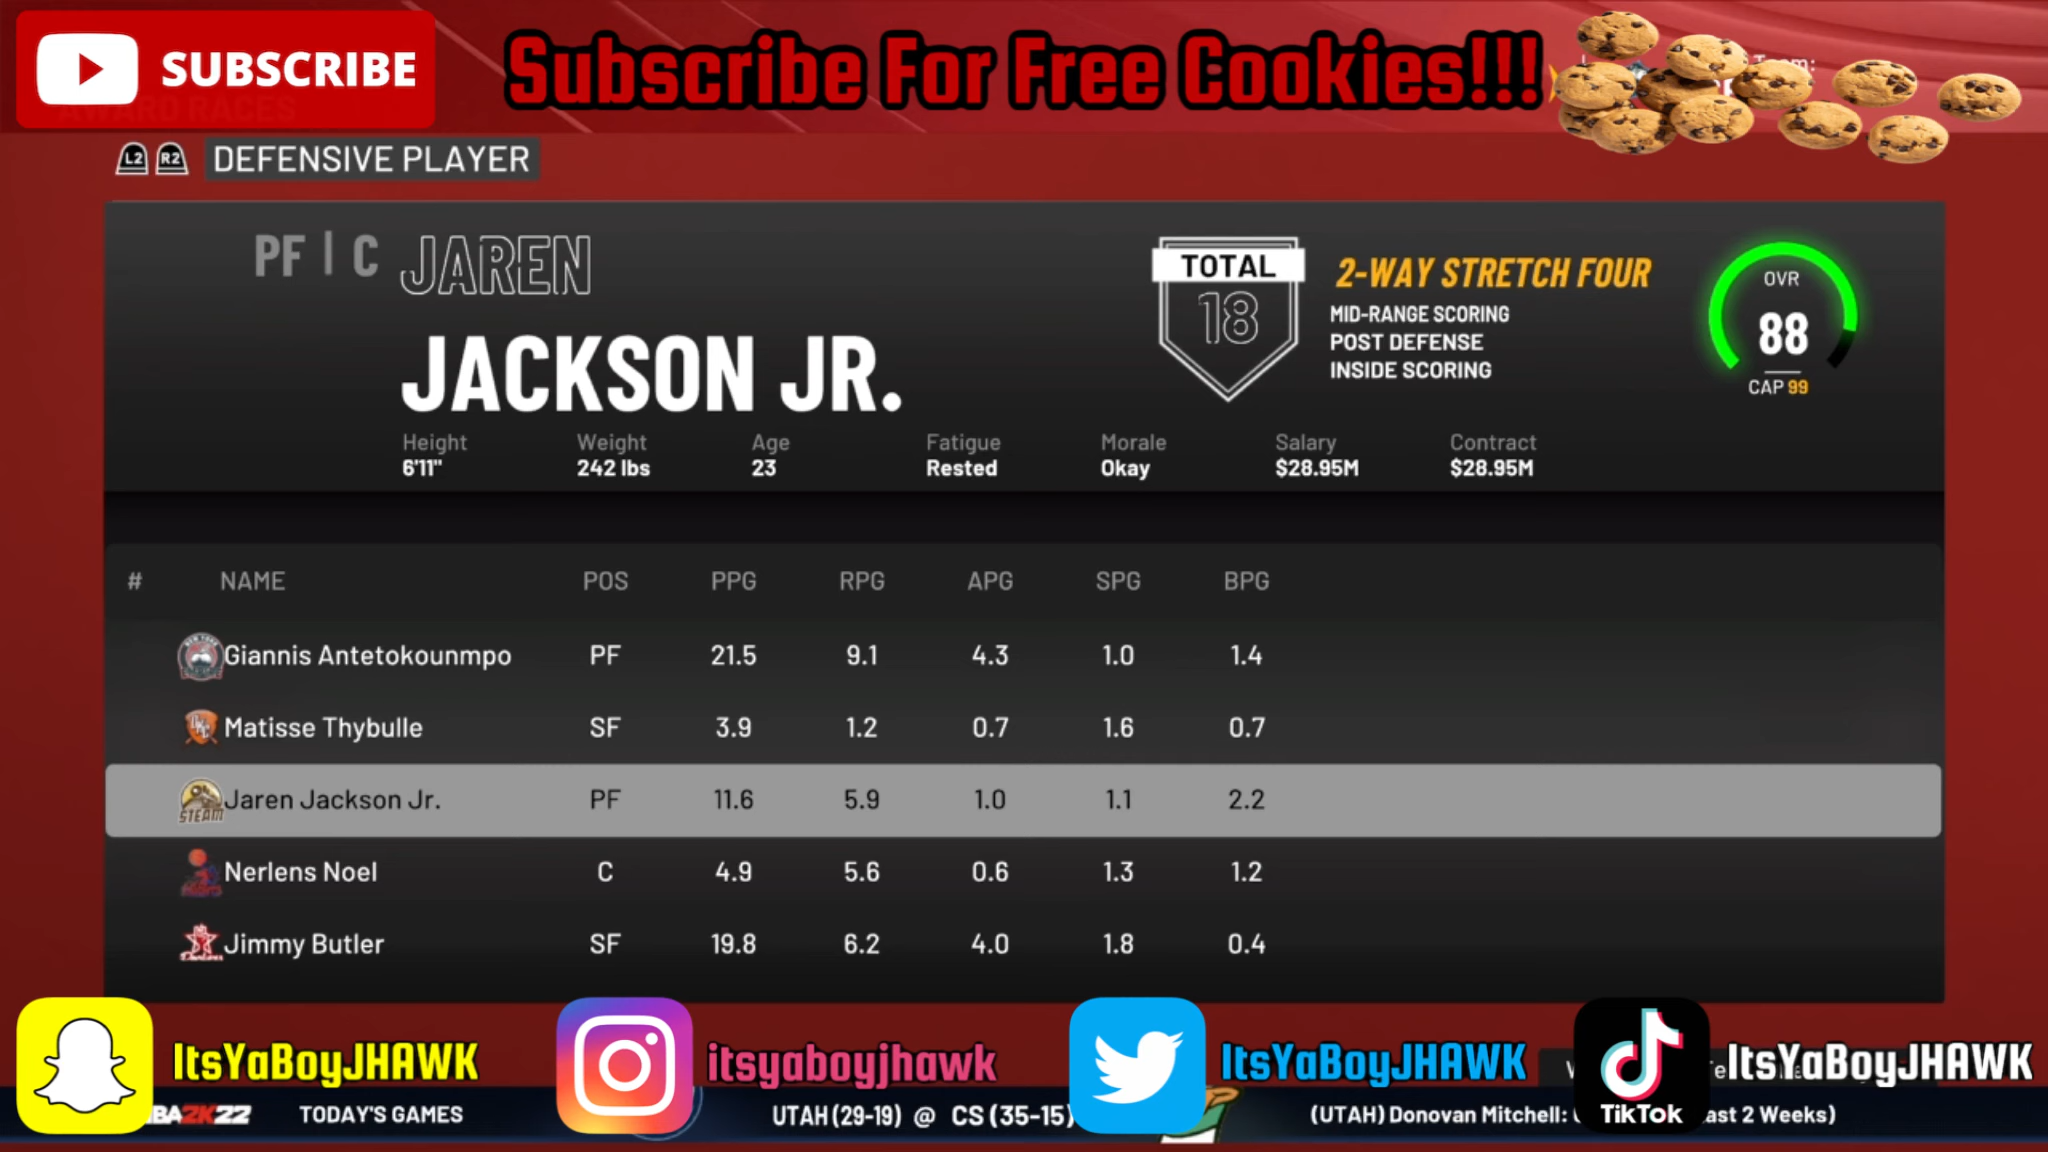 SUBSCRIBE
Subscribe For Free Cookies!!!
AWARD RACES
L2 R2 DEFENSIVE PLAYER
PF | C JAREN
JACKSON JR.
TOTAL
18
2-WAY STRETCH FOUR
MID-RANGE SCORING
POST DEFENSE
INSIDE SCORING
OVR
88
CAP 99
Height Weight Age Fatigue Morale Salary Contract
6'11" 242 lbs 23 Rested Okay $28.95M $28.95M
# NAME POS PPG RPG APG SPG BPG
Giannis Antetokounmpo PF 21.5 9.1 4.3 1.0 1.4
Matisse Thybulle SF 3.9 1.2 0.7 1.6 0.7
STEAM Jaren Jackson Jr. PF 11.6 5.9 1.0 1.1 2.2
Nerlens Noel C 4.9 5.6 0.6 1.3 1.2
Jimmy Butler SF 19.8 6.2 4.0 1.8 0.4
ItsYaBoyJHAWK itsyaboyjhawk ItsYaBoyJHAWK TikTok ItsYaBoyJHAWK
BA2K22 TODAY'S GAMES UTAH (29-19) @ CS (35-15) (UTAH) Donovan Mitchell: ast 2 Weeks)